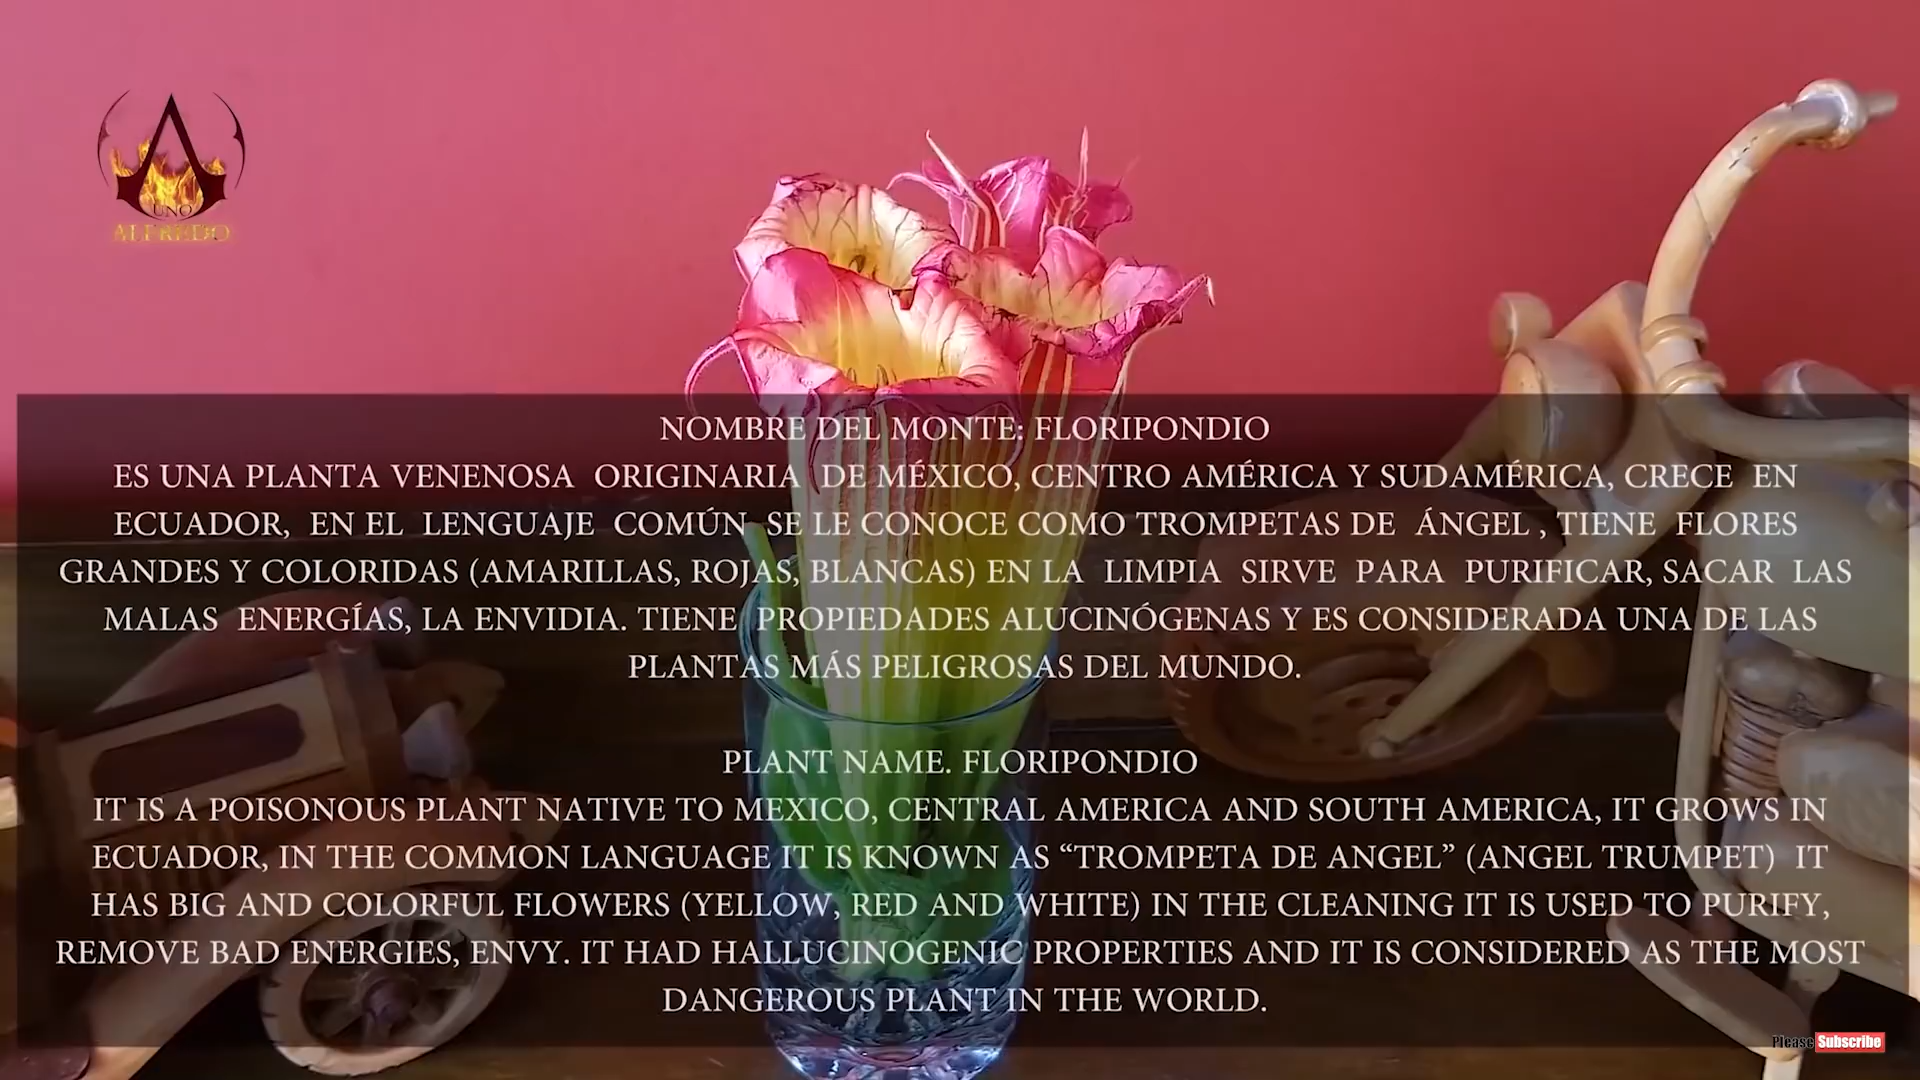 UNO
ALFREDO
NOMBRE DEL MONTE: FLORIPONDIO
ES UNA PLANTA VENENOSA ORIGINARIA DE MÉXICO, CENTRO AMÉRICA Y SUDAMÉRICA, CRECE EN
ECUADOR, EN EL LENGUAJE COMÚN SE LE CONOCE COMO TROMPETAS DE ÁNGEL , TIENE FLORES
GRANDES Y COLORIDAS (AMARILLAS, ROJAS, BLANCAS) EN LA LIMPIA SIRVE PARA PURIFICAR, SACAR LAS
MALAS ENERGÍAS, LA ENVIDIA. TIENE PROPIEDADES ALUCINÓGENAS Y ES CONSIDERADA UNA DE LAS
PLANTAS MÁS PELIGROSAS DEL MUNDO.
PLANT NAME. FLORIPONDIO
IT IS A POISONOUS PLANT NATIVE TO MEXICO, CENTRAL AMERICA AND SOUTH AMERICA, IT GROWS IN
ECUADOR, IN THE COMMON LANGUAGE IT IS KNOWN AS “TROMPETA DE ANGEL” (ANGEL TRUMPET) IT
HAS BIG AND COLORFUL FLOWERS (YELLOW, RED AND WHITE) IN THE CLEANING IT IS USED TO PURIFY,
REMOVE BAD ENERGIES, ENVY. IT HAD HALLUCINOGENIC PROPERTIES AND IT IS CONSIDERED AS THE MOST
DANGEROUS PLANT IN THE WORLD.
Please Subscribe